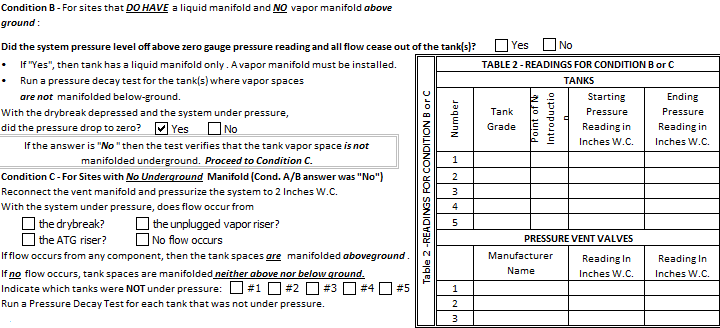 Condition B - For sites that DO HAVE a liquid manifold and NO vapor manifold above
ground :
Did the system pressure level off above zero gauge pressure reading and all flow cease out of the tank(s)? Yes No
• If "Yes", then tank has a liquid manifold only . A vapor manifold must be installed.
• Run a pressure decay test for the tank(s) where vapor spaces
are not manifolded below-ground.
With the drybreak depressed and the system under pressure,
did the pressure drop to zero? Yes No
If the answer is "No " then the test verifies that the tank vapor space is not
manifolded underground. Proceed to Condition C.
Condition C - For Sites with No Underground Manifold (Cond. A/B answer was "No")
Reconnect the vent manifold and pressurize the system to 2 Inches W.C.
With the system under pressure, does flow occur from
the drybreak? the unplugged vapor riser?
the ATG riser? No flow occurs
If flow occurs from any component, then the tank spaces are manifolded aboveground .
If no flow occurs, tank spaces are manifolded neither above nor below ground.
Indicate which tanks were NOT under pressure: #1 #2 #3 #4 #5
Run a Pressure Decay Test for each tank that was not under pressure.
Table 2 -READINGS FOR CONDITION B or C
TABLE 2 - READINGS FOR CONDITION B or C
TANKS
Number
Tank
Grade
Point of N
Introductio
n
Starting
Pressure
Reading in
Inches W.C.
Ending
Pressure
Reading in
Inches W.C.
1
2
3
4
5
PRESSURE VENT VALVES
Manufacturer
Name
Reading In
Inches W.C.
Reading In
Inches W.C.
1
2
3